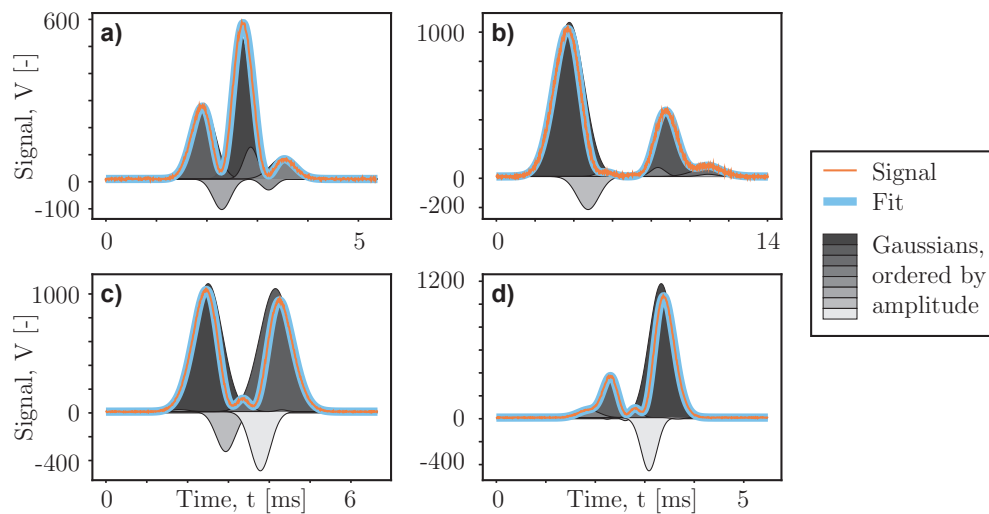 a)
600
0
-100
0
5
Signal, V [-]
b)
1000
0
-200
0
14
c)
1000
0
-400
0
6
Signal, V [-]
Time, t [ms]
d)
1200
0
-400
0
5
Time, t [ms]
Signal
Fit
Gaussians,
ordered by
amplitude